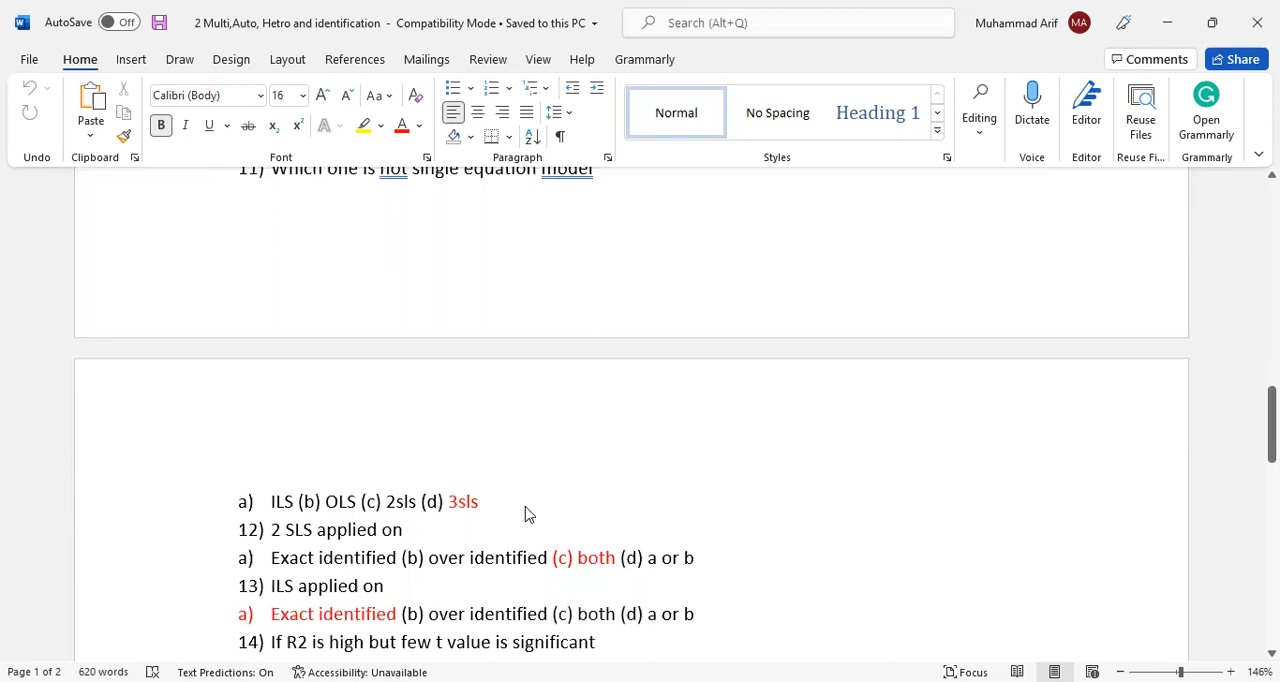 AutoSave Off 2 Multi,Auto, Hetro and identification - Compatibility Mode • Saved to this PC Search (Alt+Q) Muhammad Arif MA
File Home Insert Draw Design Layout References Mailings Review View Help Grammarly Comments Share
Calibri (Body) 16 Aa
Paste
Normal No Spacing Heading 1
Editing Dictate Editor Reuse Files Open Grammarly
Undo Clipboard Font Paragraph Styles Voice Editor Reuse Fi... Grammarly
11) Which one is not single equation model
a) ILS (b) OLS (c) 2sls (d) 3sls
12) 2 SLS applied on
a) Exact identified (b) over identified (c) both (d) a or b
13) ILS applied on
a) Exact identified (b) over identified (c) both (d) a or b
14) If R2 is high but few t value is significant
Page 1 of 2 620 words Text Predictions: On Accessibility: Unavailable Focus 146%